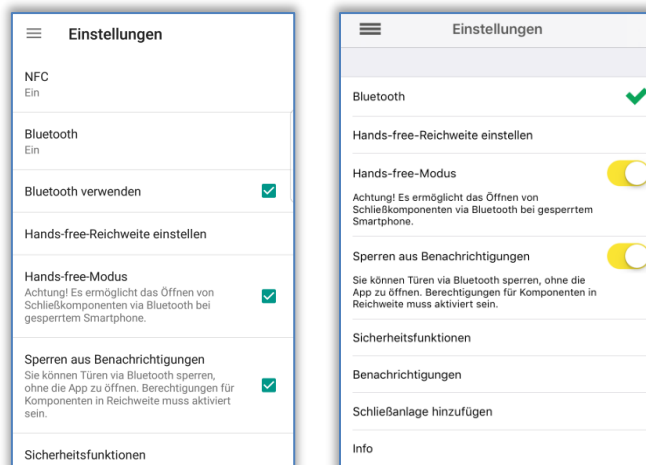 Einstellungen
NFC
Ein
Bluetooth
Ein
Bluetooth verwenden
Hands-free-Reichweite einstellen
Hands-free-Modus
Achtung! Es ermöglicht das Öffnen von
Schließkomponenten via Bluetooth bei
gesperrtem Smartphone.
Sperren aus Benachrichtigungen
Sie können Türen via Bluetooth sperren,
ohne die App zu öffnen. Berechtigungen für
Komponenten in Reichweite muss aktiviert
sein.
Sicherheitsfunktionen
Einstellungen
Bluetooth
Hands-free-Reichweite einstellen
Hands-free-Modus
Achtung! Es ermöglicht das Öffnen von
Schließkomponenten via Bluetooth bei gesperrtem
Smartphone.
Sperren aus Benachrichtigungen
Sie können Türen via Bluetooth sperren, ohne die
App zu öffnen. Berechtigungen für Komponenten in
Reichweite muss aktiviert sein.
Sicherheitsfunktionen
Benachrichtigungen
Schließanlage hinzufügen
Info